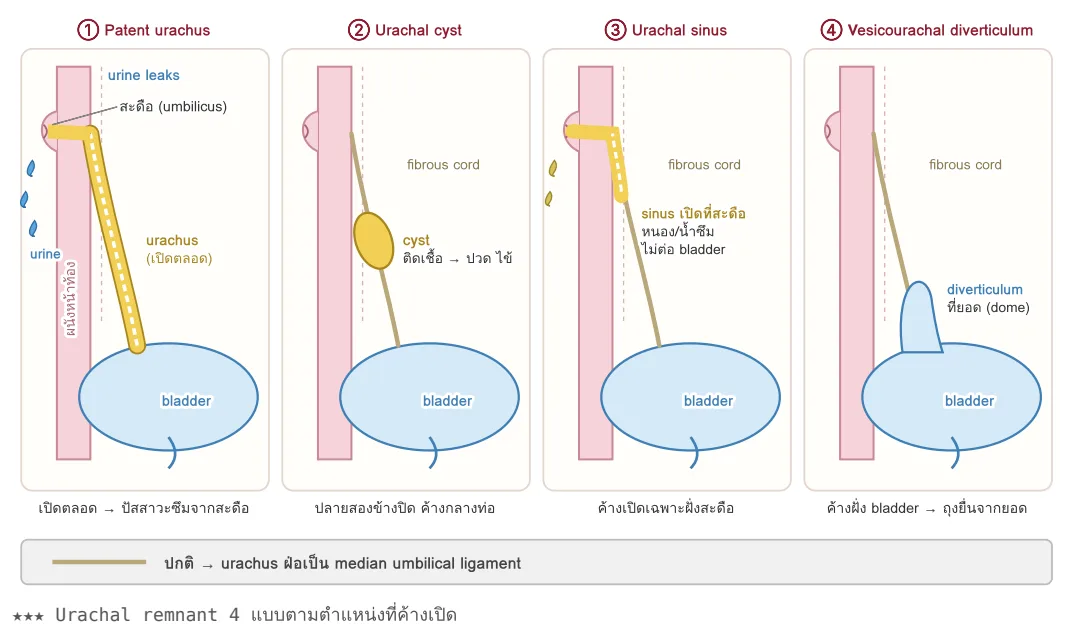 ① Patent urachus
urine leaks
สะดือ (umbilicus)
urachus
(เปิดตลอด)
urine
ผนังหน้าท้อง
bladder
เปิดตลอด → ปัสสาวะซึมจากสะดือ
② Urachal cyst
fibrous cord
cyst
ติดเชื้อ → ปวด ไข้
bladder
ปลายสองข้างปิด ค้างกลางท่อ
③ Urachal sinus
fibrous cord
sinus เปิดที่สะดือ
หนอง/น้ำซึม
ไม่ต่อ bladder
bladder
ค้างเปิดเฉพาะฝั่งสะดือ
④ Vesicourachal diverticulum
fibrous cord
diverticulum
ที่ยอด (dome)
bladder
ค้างฝั่ง bladder → ถุงยื่นจากยอด
ปกติ → urachus ฝ่อเป็น median umbilical ligament
★★★ Urachal remnant 4 แบบตามตำแหน่งที่ค้างเปิด